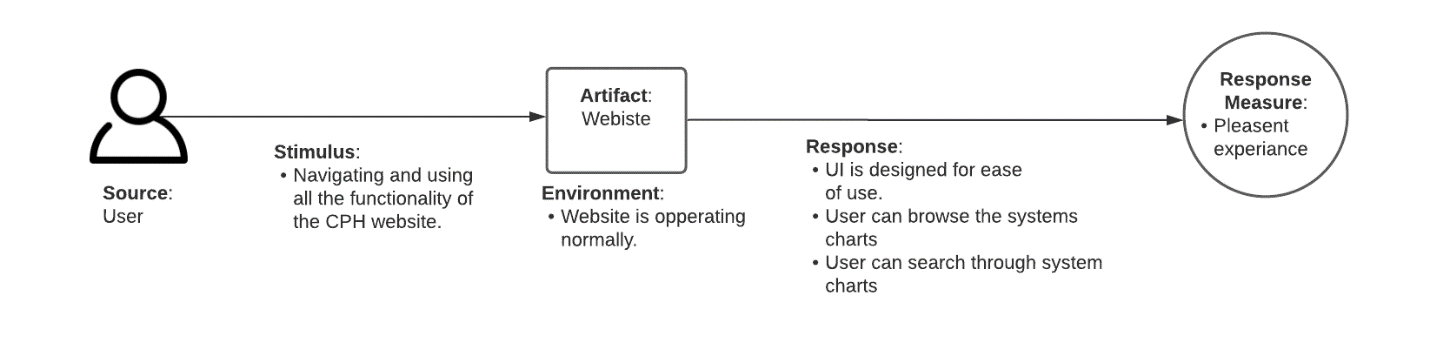 Source:
User
Stimulus:
• Navigating and using
all the functionality of
the CPH website.
Artifact:
Webiste
Environment:
• Website is opperating
normally.
Response:
• UI is designed for ease
of use.
• User can browse the systems
charts
• User can search through system
charts
Response
Measure:
• Pleasent
experiance